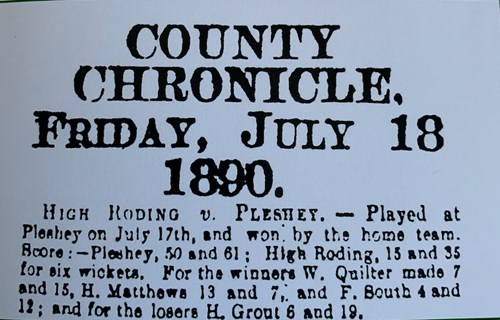 COUNTY
CHRONICLE.
FRIDAY, JULY 18
1890.
HIGH RODING v. PLESHEY. — Played at
Pleshey on July 17th, and won by the home team.
Score:—Pleshey, 50 and 61; High Roding, 15 and 35
for six wickets. For the winners W. Quilter made 7
and 15, H. Matthews 13 and 7, and F. South 4 and
12; and for the losers H. Grout 6 and 19.